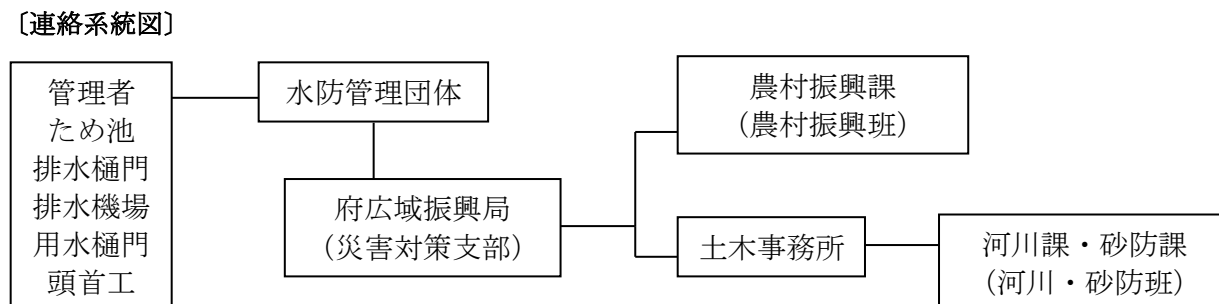 〔連絡系統図〕
管理者
ため池
排水樋門
排水機場
用水樋門
頭首工
水防管理団体
府広域振興局
（災害対策支部）
農村振興課
（農村振興班）
土木事務所
河川課・砂防課
（河川・砂防班）